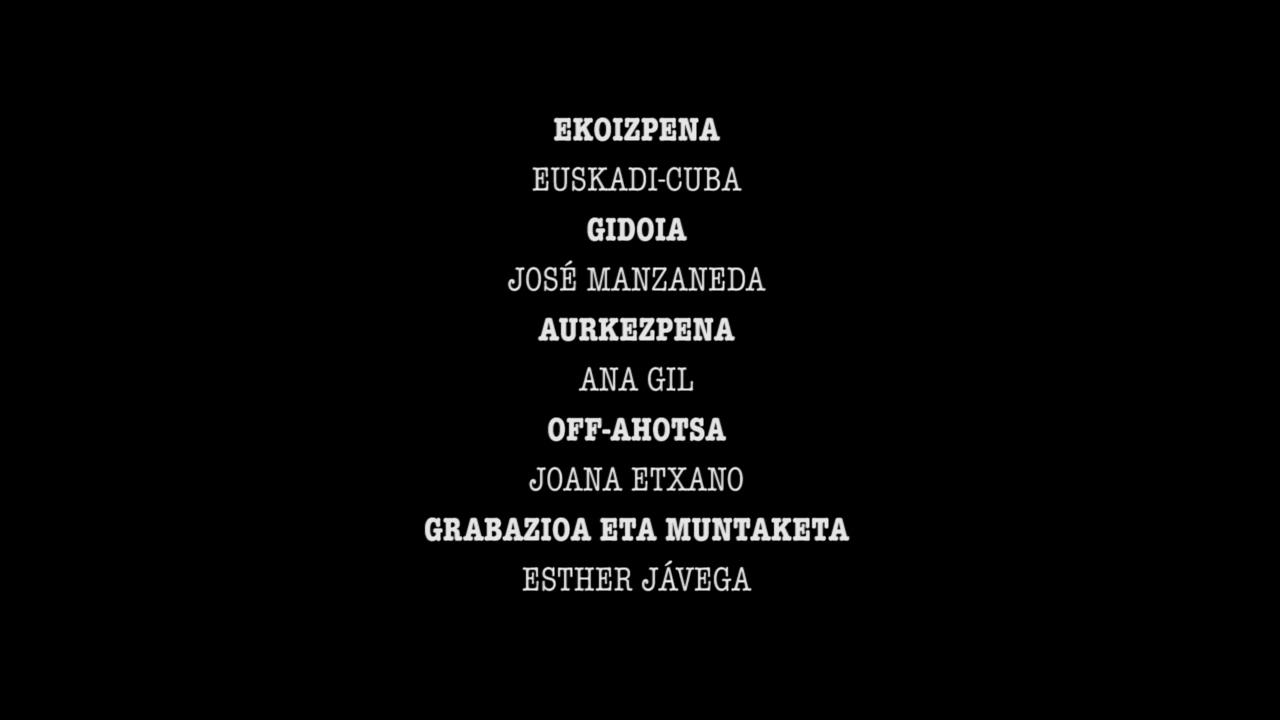 EKOIZPENA
EUSKADI-CUBA
GIDOIA
JOSÉ MANZANEDA
AURKEZPENA
ANA GIL
OFF-AHOTSA
JOANA ETXANO
GRABAZIOA ETA MUNTAKETA
ESTHER JÁVEGA